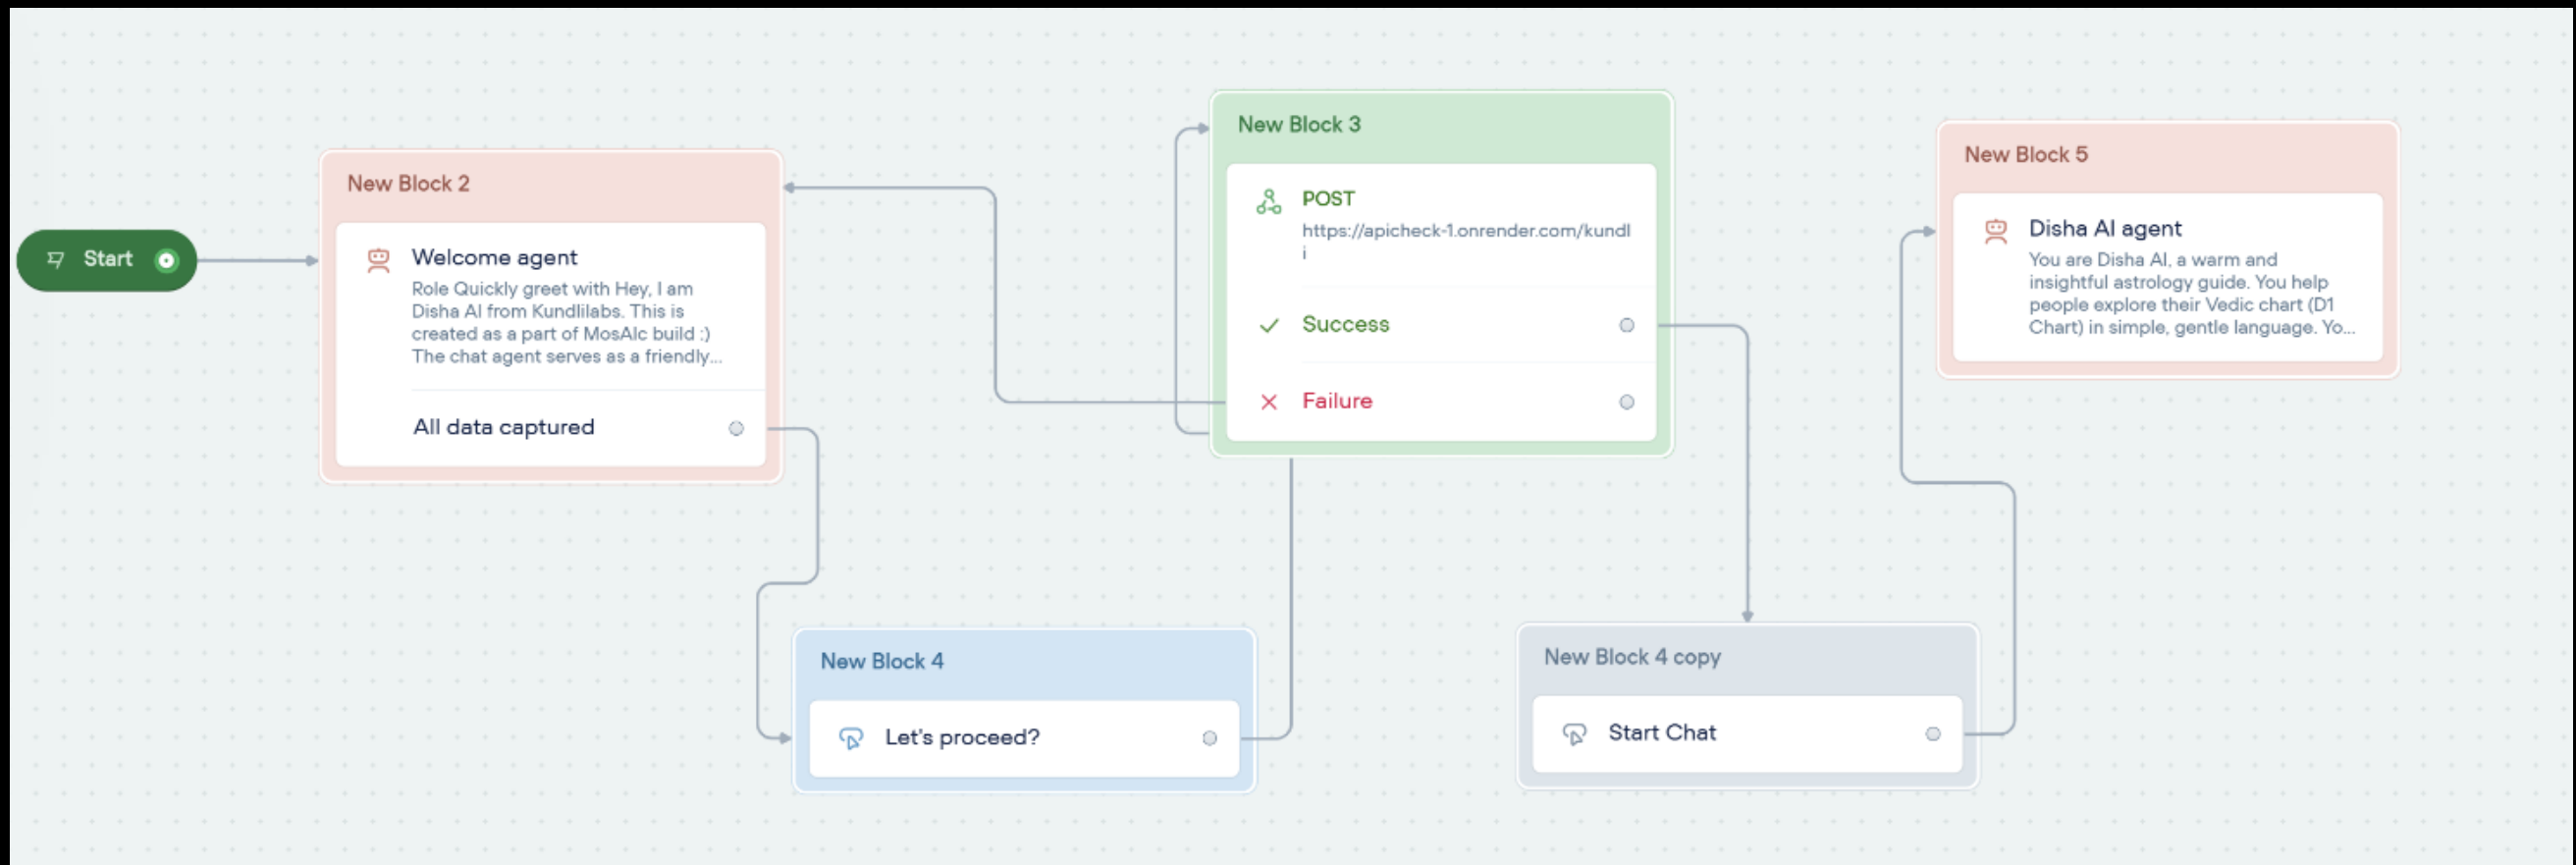 Start
New Block 2
Welcome agent
Role Quickly greet with Hey, I am
Disha AI from Kundlilabs. This is
created as a part of MosAIc build :)
The chat agent serves as a friendly...
All data captured
New Block 3
POST
https://apicheck-1.onrender.com/kundl
i
Success
Failure
New Block 4
Let's proceed?
New Block 4 copy
Start Chat
New Block 5
Disha AI agent
You are Disha AI, a warm and
insightful astrology guide. You help
people explore their Vedic chart (D1
Chart) in simple, gentle language. Yo...